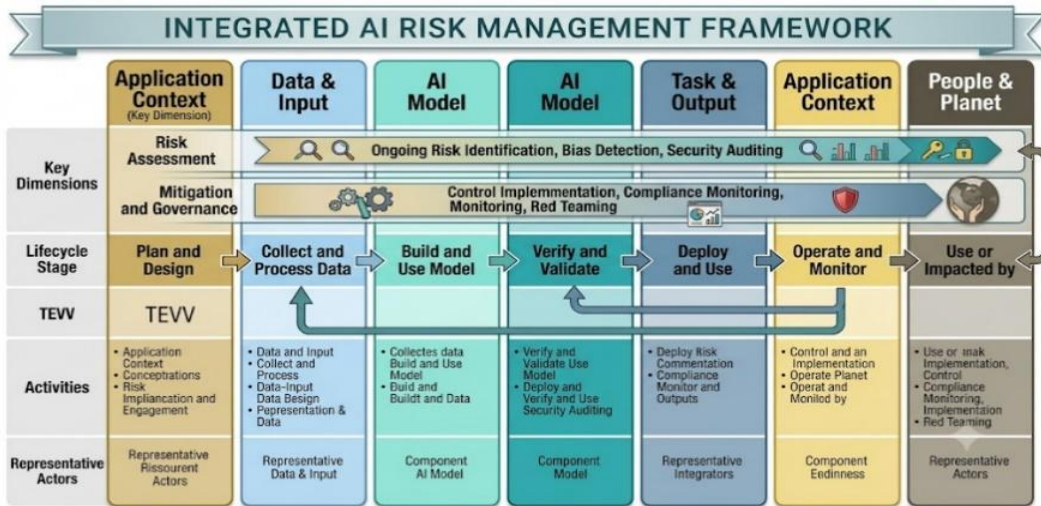 INTEGRATED AI RISK MANAGEMENT FRAMEWORK
Application
Context
(Key Dimension)
Data &
Input
AI
Model
AI
Model
Task &
Output
Application
Context
People &
Planet
Key
Dimensions
Risk
Assessment
Ongoing Risk Identification, Bias Detection, Security Auditing
Mitigation
and Governance
Control Implemmentation, Compliance Monitoring,
Monitoring, Red Teaming
Lifecycle
Stage
Plan and
Design
Collect and
Process Data
Build and
Use Model
Verify and
Validate
Deploy
and Use
Operate and
Monitor
Use or
Impacted by
TEVV
TEVV
Activities
• Application
Context
• Conceptrations
• Risk
Impliancation and
Engagement
• Data and Input
• Collect and
Process
• Data-Input
Data Design
• Pepresentation &
Data
• Collectes data
Build and Use
Model
• Buid and
Buildt and Data
• Verify and
Validate Use Model
• Deploy and
Verify and Use
Security Auditing
• Deploy Risk
Commentation
• Compliance
Monitor and
Outputs
• Control and an
Implementation
• Operate Planet
• Operat and
Monilod by
• Use or
Implementation,
Control
• Compliance
Monitoring,
Implementation
• Red Teaming
Representative
Actors
Representative
Rissourent
Actors
Representative
Data & Input
Component
AI Model
Component
Model
Representative
Integrators
Component
Endinness
Representative
Actors